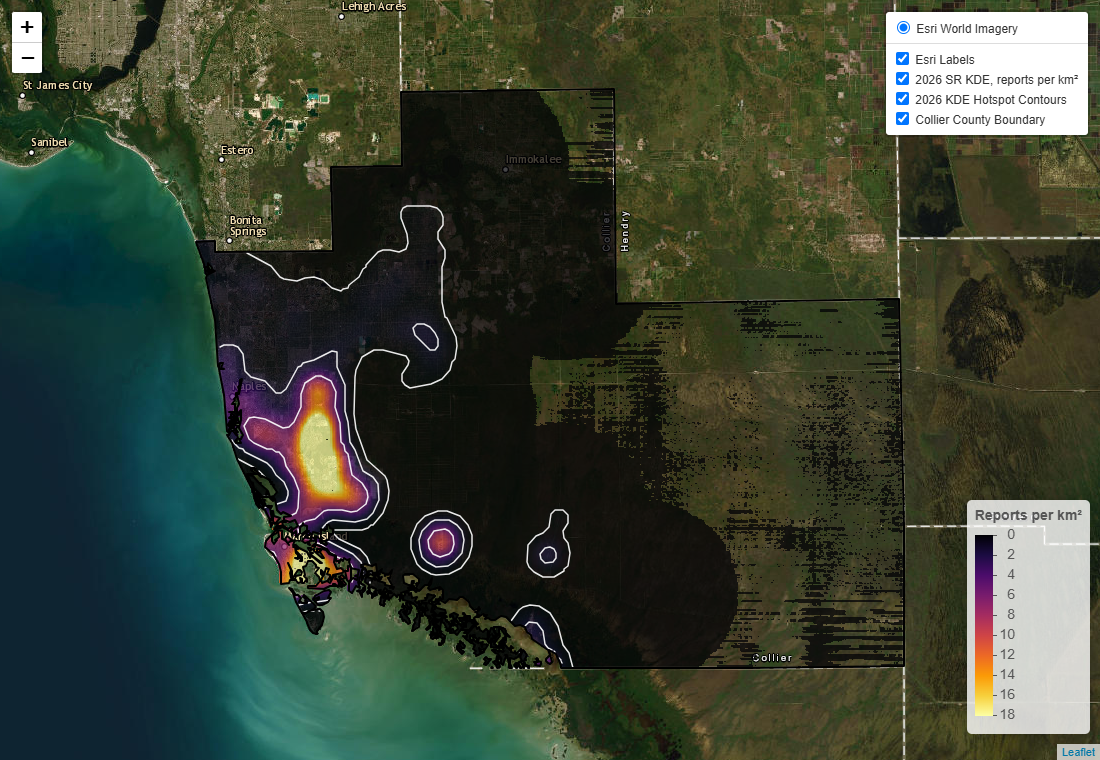 Lehigh Acres
+
−
St James City
Sanibel
Estero
Bonita
Springs
Immokalee
Collier
Hendry
Naples
Collier
Esri World Imagery
Esri Labels
2026 SR KDE, reports per km²
2026 KDE Hotspot Contours
Collier County Boundary
Reports per km²
0
2
4
6
8
10
12
14
16
18
Leaflet